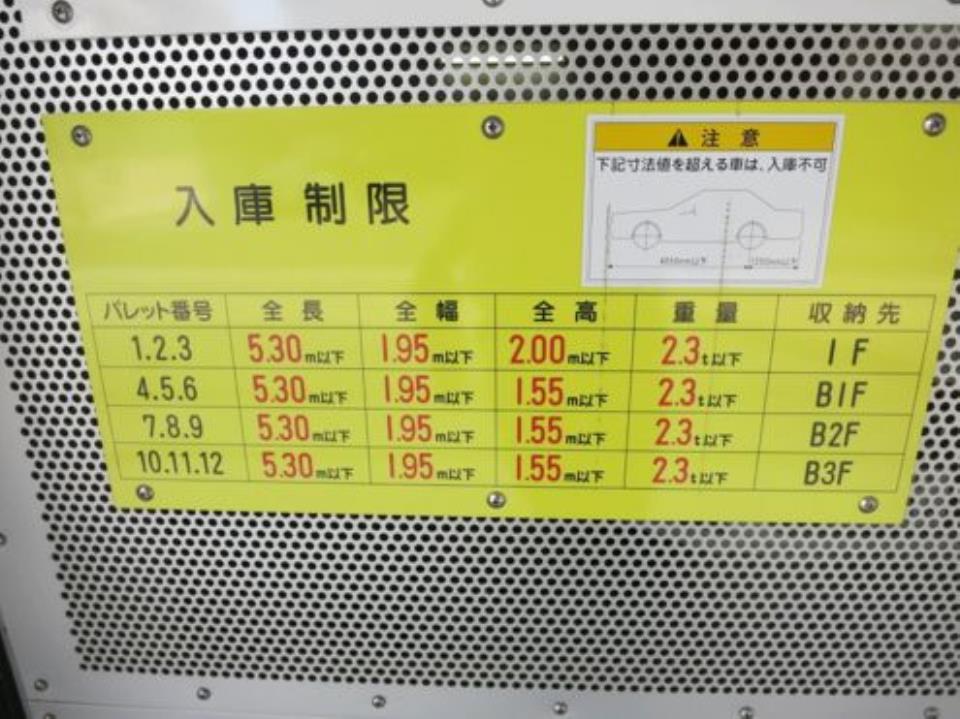 注意
下記寸法値を超える車は、入庫不可
入庫制限
パレット番号 全長 全幅 全高 重量 収納先
1.2.3 5.30m以下 1.95m以下 2.00m以下 2.3t以下 1F
4.5.6 5.30m以下 1.95m以下 1.55m以下 2.3t以下 B1F
7.8.9 5.30m以下 1.95m以下 1.55m以下 2.3t以下 B2F
10.11.12 5.30m以下 1.95m以下 1.55m以下 2.3t以下 B3F